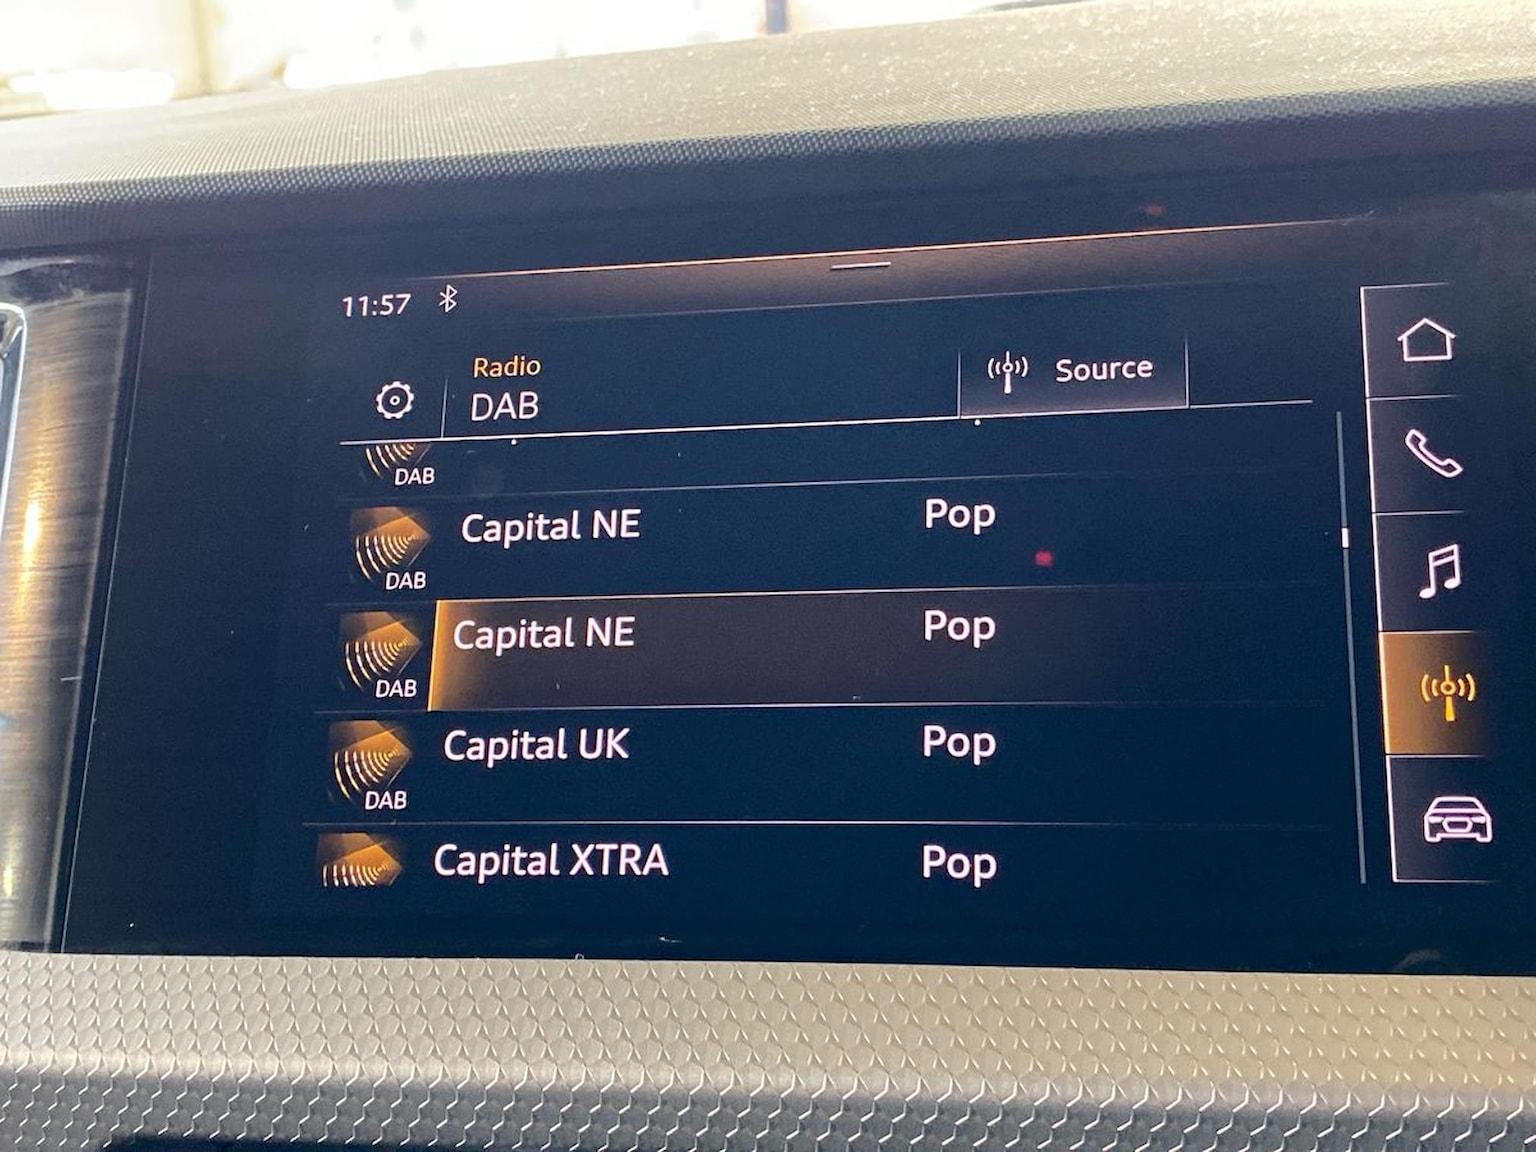 11:57
Radio
DAB
Source
DAB
Capital NE Pop
DAB
Capital NE Pop
DAB
Capital UK Pop
DAB
Capital XTRA Pop